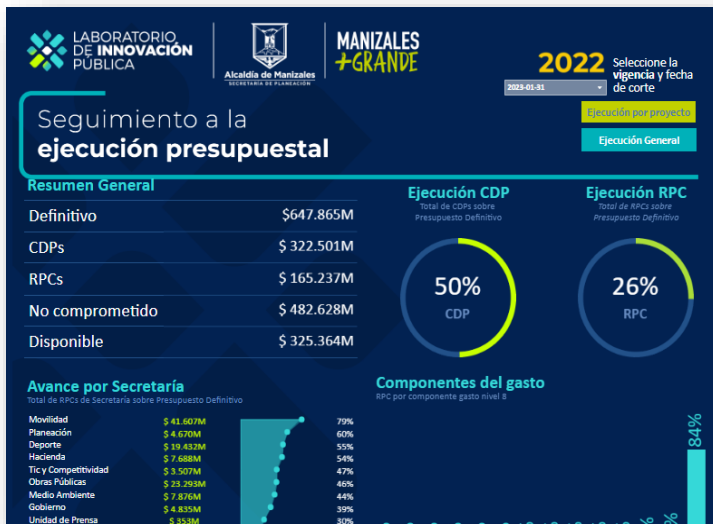 LABORATORIO
DE INNOVACIÓN
PÚBLICA
Alcaldía de Manizales
SECRETARÍA DE PLANEACIÓN
MANIZALES
+GRANDE
2022
Seleccione la
vigencia y fecha
de corte
2023-01-31
Ejecución por proyecto
Ejecución General
Seguimiento a la
ejecución presupuestal
Resumen General
Definitivo $647.865M
CDPs $ 322.501M
RPCs $ 165.237M
No comprometido $ 482.628M
Disponible $ 325.364M
Ejecución CDP
Total de CDPs sobre
Presupuesto Definitivo
50%
CDP
Ejecución RPC
Total de RPCs sobre
Presupuesto Definitivo
26%
RPC
Avance por Secretaría
Total de RPCs de Secretaría sobre Presupuesto Definitivo
Movilidad $ 41.607M 79%
Planeación $ 4.670M 60%
Deporte $ 19.432M 55%
Hacienda $ 7.688M 54%
Tic y Competitividad $ 3.507M 47%
Obras Públicas $ 23.293M 46%
Medio Ambiente $ 7.876M 44%
Gobierno $ 4.835M 39%
Unidad de Prensa $ 353M 30%
Componentes del gasto
RPC por componente gasto nivel 8
84%